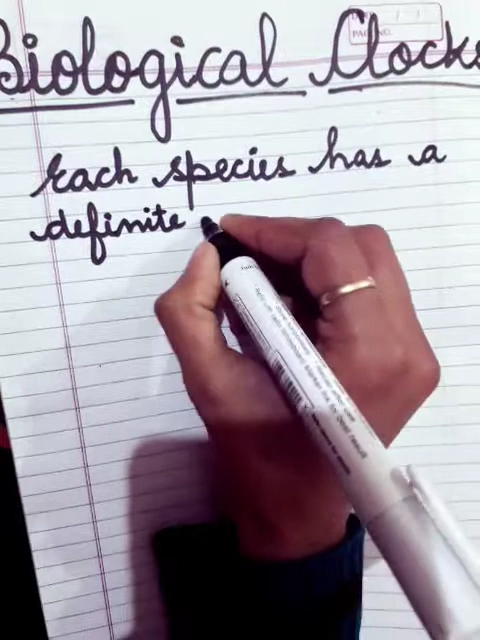 Biological Clocks
Each species has a
definite